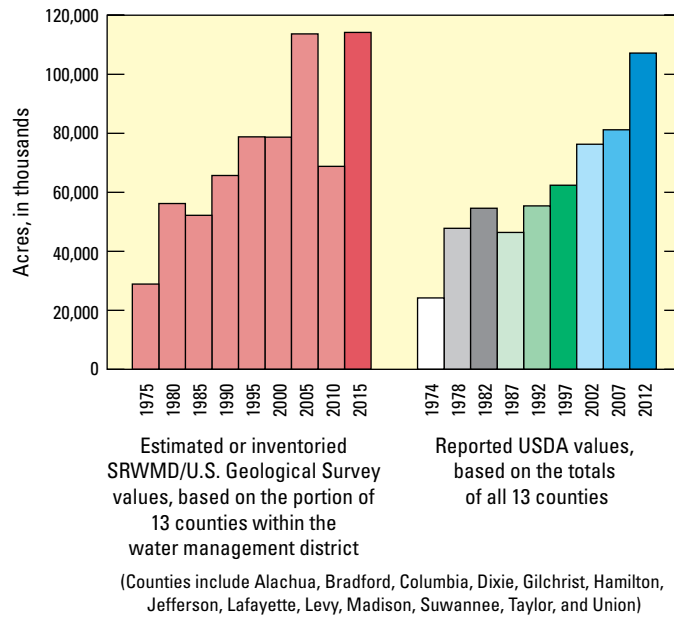 120,000
100,000
80,000
60,000
40,000
20,000
0
Acres, in thousands
1975 1980 1985 1990 1995 2000 2005 2010 2015
1974 1978 1982 1987 1992 1997 2002 2007 2012
Estimated or inventoried
SRWMD/U.S. Geological Survey
values, based on the portion of
13 counties within the
water management district
Reported USDA values,
based on the totals
of all 13 counties
(Counties include Alachua, Bradford, Columbia, Dixie, Gilchrist, Hamilton,
Jefferson, Lafayette, Levy, Madison, Suwannee, Taylor, and Union)